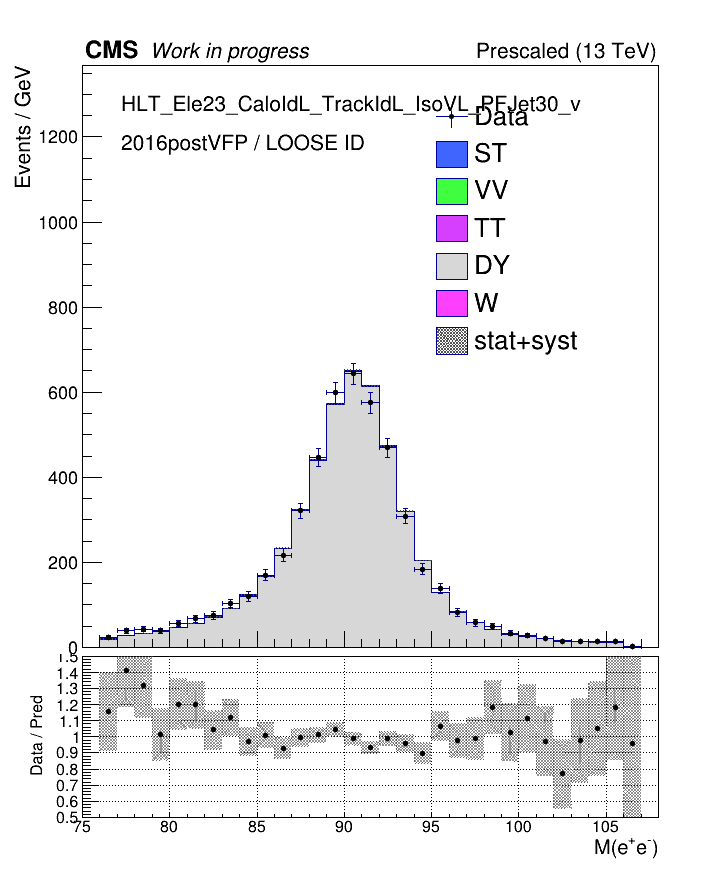 CMS Work in progress Prescaled (13 TeV)
Events / GeV
HLT_Ele23_CaloIdL_TrackIdL_IsoVL_PFJet30_v
2016postVFP / LOOSE ID
Data
ST
VV
TT
DY
W
stat+syst
1200
1000
800
600
400
200
0
Data / Pred
1.5
1.4
1.3
1.2
1.1
1
0.9
0.8
0.7
0.6
0.5
75 80 85 90 95 100 105
M(e⁺e⁻)